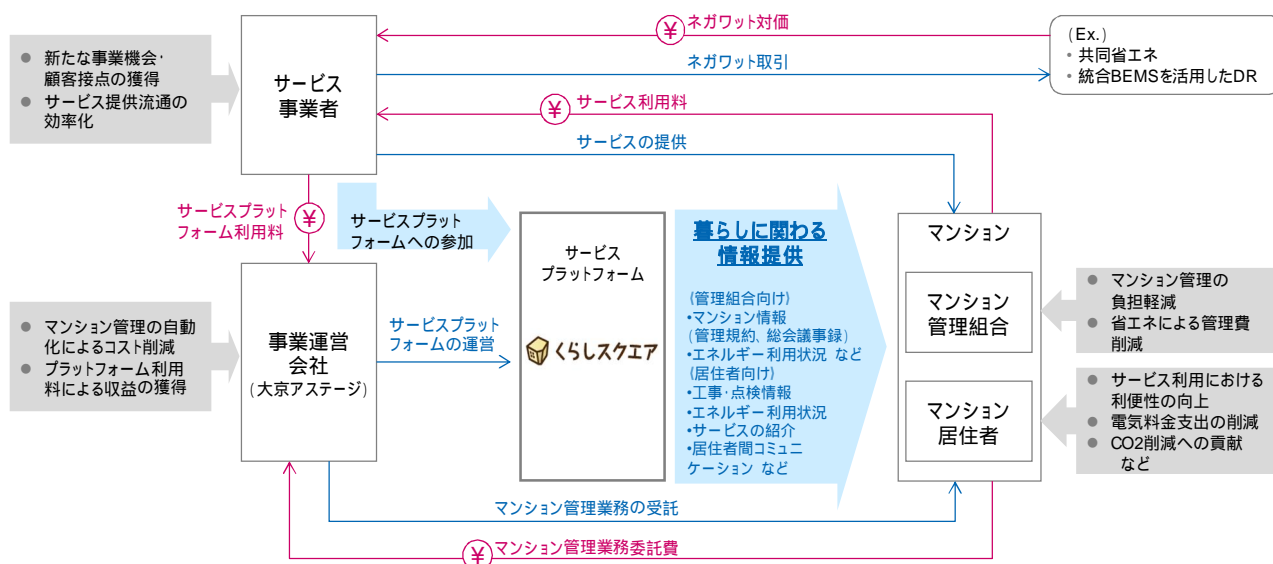 ¥ ネガワット対価
(Ex.)
・共同省エネ
・統合BEMSを活用したDR
● 新たな事業機会・
顧客接点の獲得
● サービス提供流通の
効率化
サービス
事業者
ネガワット取引
¥ サービス利用料
サービスの提供
サービスプラット
フォーム利用料
¥
サービスプラット
フォームへの参加
サービス
プラットフォーム
くらしスクエア
暮らしに関わる
情報提供
(管理組合向け)
•マンション情報
(管理規約、総会議事録)
•エネルギー利用状況 など
(居住者向け)
•工事・点検情報
•エネルギー利用状況
•サービスの紹介
•居住者間コミュニ
ケーション など
マンション
マンション
管理組合
マンション
居住者
● マンション管理の
負担軽減
● 省エネによる管理費
削減
● サービス利用における
利便性の向上
● 電気料金支出の削減
● CO2削減への貢献
など
● マンション管理の自動
化によるコスト削減
● プラットフォーム利用
料による収益の獲得
事業運営
会社
(大京アステージ)
サービスプラット
フォームの運営
マンション管理業務の受託
¥ マンション管理業務委託費